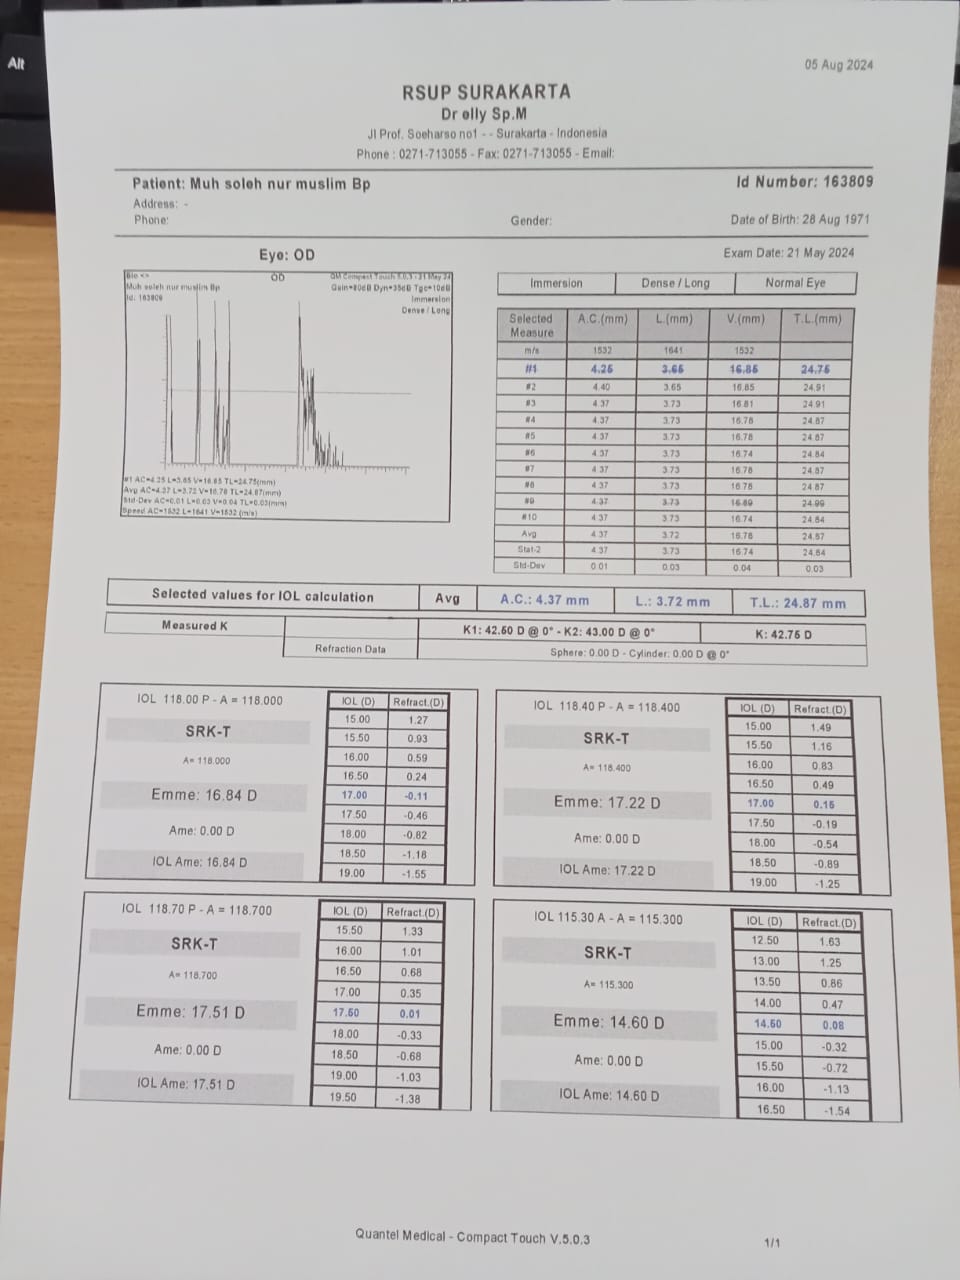 Alt
05 Aug 2024
RSUP SURAKARTA
Dr elly Sp.M
Jl Prof. Soeharso no1 - - Surakarta - Indonesia
Phone : 0271-713055 - Fax: 0271-713055 - Email:
Patient: Muh soleh nur muslim Bp
Id Number: 163809
Address: -
Phone:
Gender:
Date of Birth: 28 Aug 1971
Eye: OD
Exam Date: 21 May 2024
Bio <>
OD
QM Compact Touch 5.0.3 - 21 May 24
Muh soleh nur muslim Bp
Gain=80dB Dyn=35dB Tgc=10dB
Id. 163809
Immersion
Dense / Long
#1 AC=4.25 L=3.65 V=16.85 TL=24.75(mm)
Avg AC=4.37 L=3.72 V=16.78 TL=24.87(mm)
Std-Dev AC=0.01 L=0.03 V=0.04 TL=0.03(mm)
Speed AC=1532 L=1641 V=1532 (m/s)
Immersion Dense / Long Normal Eye
Selected Measure A.C.(mm) L.(mm) V.(mm) T.L.(mm)
m/s 1532 1641 1532
#1 4.25 3.65 16.85 24.75
#2 4.40 3.65 16.85 24.91
#3 4.37 3.73 16.81 24.91
#4 4.37 3.73 16.78 24.87
#5 4.37 3.73 16.78 24.87
#6 4.37 3.73 16.74 24.84
#7 4.37 3.73 16.78 24.87
#8 4.37 3.73 16.78 24.87
#9 4.37 3.73 16.89 24.99
#10 4.37 3.73 16.74 24.84
Avg 4.37 3.72 16.78 24.87
Stat-2 4.37 3.73 16.74 24.84
Std-Dev 0.01 0.03 0.04 0.03
Selected values for IOL calculation Avg A.C.: 4.37 mm L.: 3.72 mm T.L.: 24.87 mm
Measured K K1: 42.50 D @ 0° - K2: 43.00 D @ 0° K: 42.75 D
Refraction Data Sphere: 0.00 D - Cylinder: 0.00 D @ 0°
IOL 118.00 P - A = 118.000
SRK-T
A= 118.000
Emme: 16.84 D
Ame: 0.00 D
IOL Ame: 16.84 D
IOL (D) Refract.(D)
15.00 1.27
15.50 0.93
16.00 0.59
16.50 0.24
17.00 -0.11
17.50 -0.46
18.00 -0.82
18.50 -1.18
19.00 -1.55
IOL 118.40 P - A = 118.400
SRK-T
A= 118.400
Emme: 17.22 D
Ame: 0.00 D
IOL Ame: 17.22 D
IOL (D) Refract.(D)
15.00 1.49
15.50 1.16
16.00 0.83
16.50 0.49
17.00 0.15
17.50 -0.19
18.00 -0.54
18.50 -0.89
19.00 -1.25
IOL 118.70 P - A = 118.700
SRK-T
A= 118.700
Emme: 17.51 D
Ame: 0.00 D
IOL Ame: 17.51 D
IOL (D) Refract.(D)
15.50 1.33
16.00 1.01
16.50 0.68
17.00 0.35
17.50 0.01
18.00 -0.33
18.50 -0.68
19.00 -1.03
19.50 -1.38
IOL 115.30 A - A = 115.300
SRK-T
A= 115.300
Emme: 14.60 D
Ame: 0.00 D
IOL Ame: 14.60 D
IOL (D) Refract.(D)
12.50 1.63
13.00 1.25
13.50 0.86
14.00 0.47
14.50 0.08
15.00 -0.32
15.50 -0.72
16.00 -1.13
16.50 -1.54
Quantel Medical - Compact Touch V.5.0.3
1/1